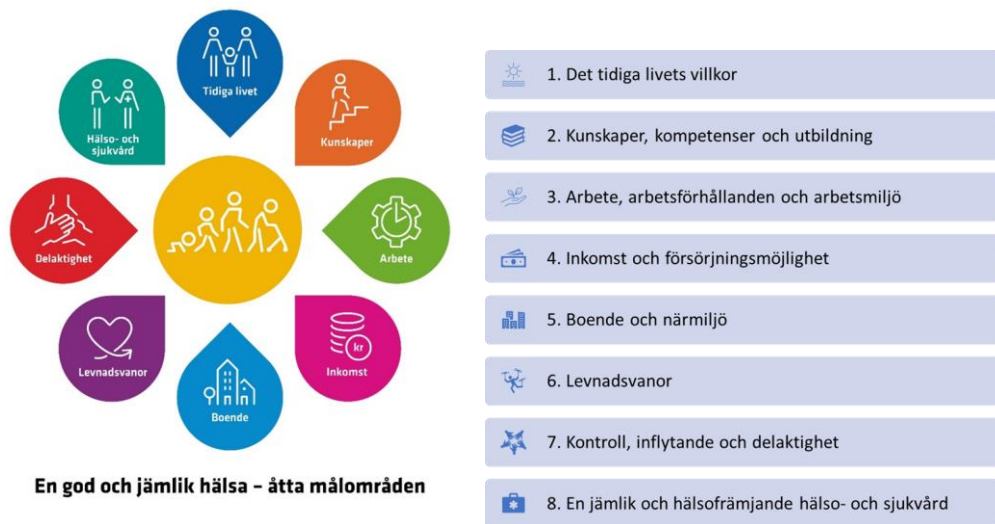 Tidiga livet
Kunskaper
Arbete
kr
Inkomst
Boende
Levnadsvanor
Delaktighet
Hälso- och
sjukvård
En god och jämlik hälsa – åtta målområden
1. Det tidiga livets villkor
2. Kunskaper, kompetenser och utbildning
3. Arbete, arbetsförhållanden och arbetsmiljö
4. Inkomst och försörjningsmöjlighet
5. Boende och närmiljö
6. Levnadsvanor
7. Kontroll, inflytande och delaktighet
8. En jämlik och hälsofrämjande hälso- och sjukvård